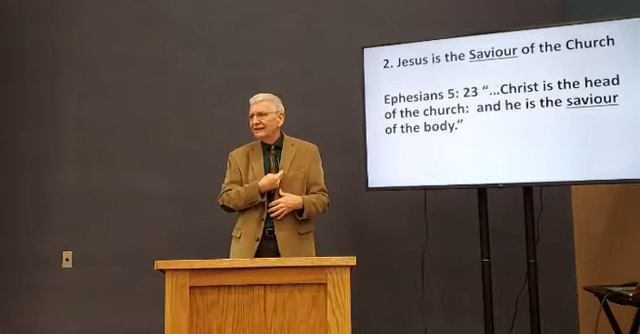 2. Jesus is the Saviour of the Church
Ephesians 5: 23 “...Christ is the head
of the church:  and he is the saviour
of the body.”